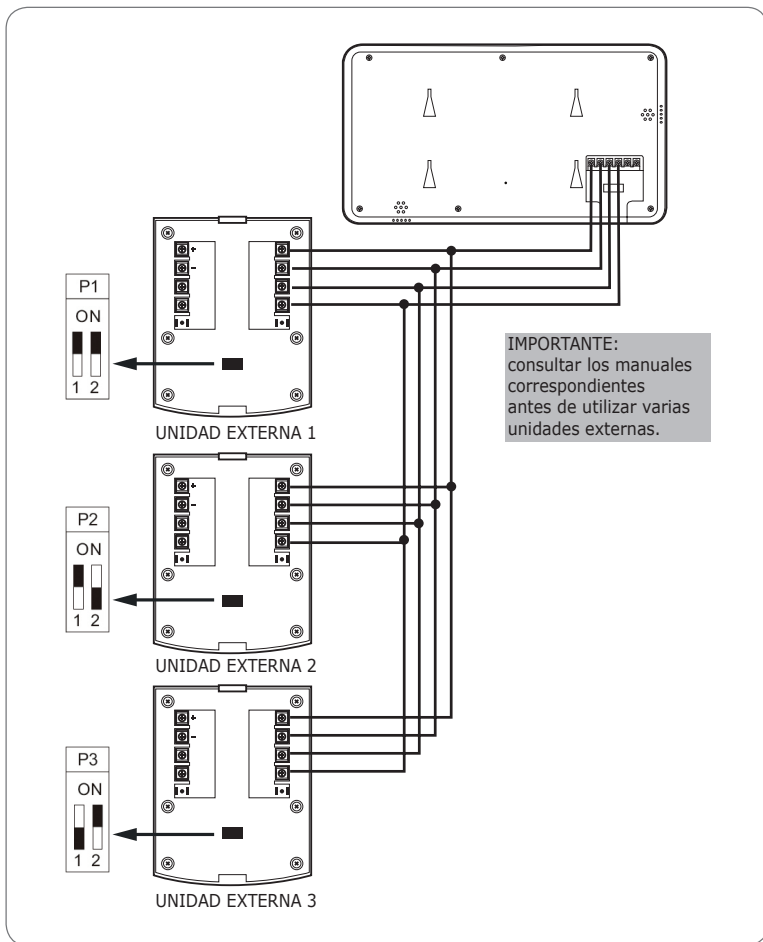 P1
ON
1 2
+
−
UNIDAD EXTERNA 1
IMPORTANTE:
consultar los manuales
correspondientes
antes de utilizar varias
unidades externas.
P2
ON
1 2
+
−
UNIDAD EXTERNA 2
P3
ON
1 2
+
−
UNIDAD EXTERNA 3